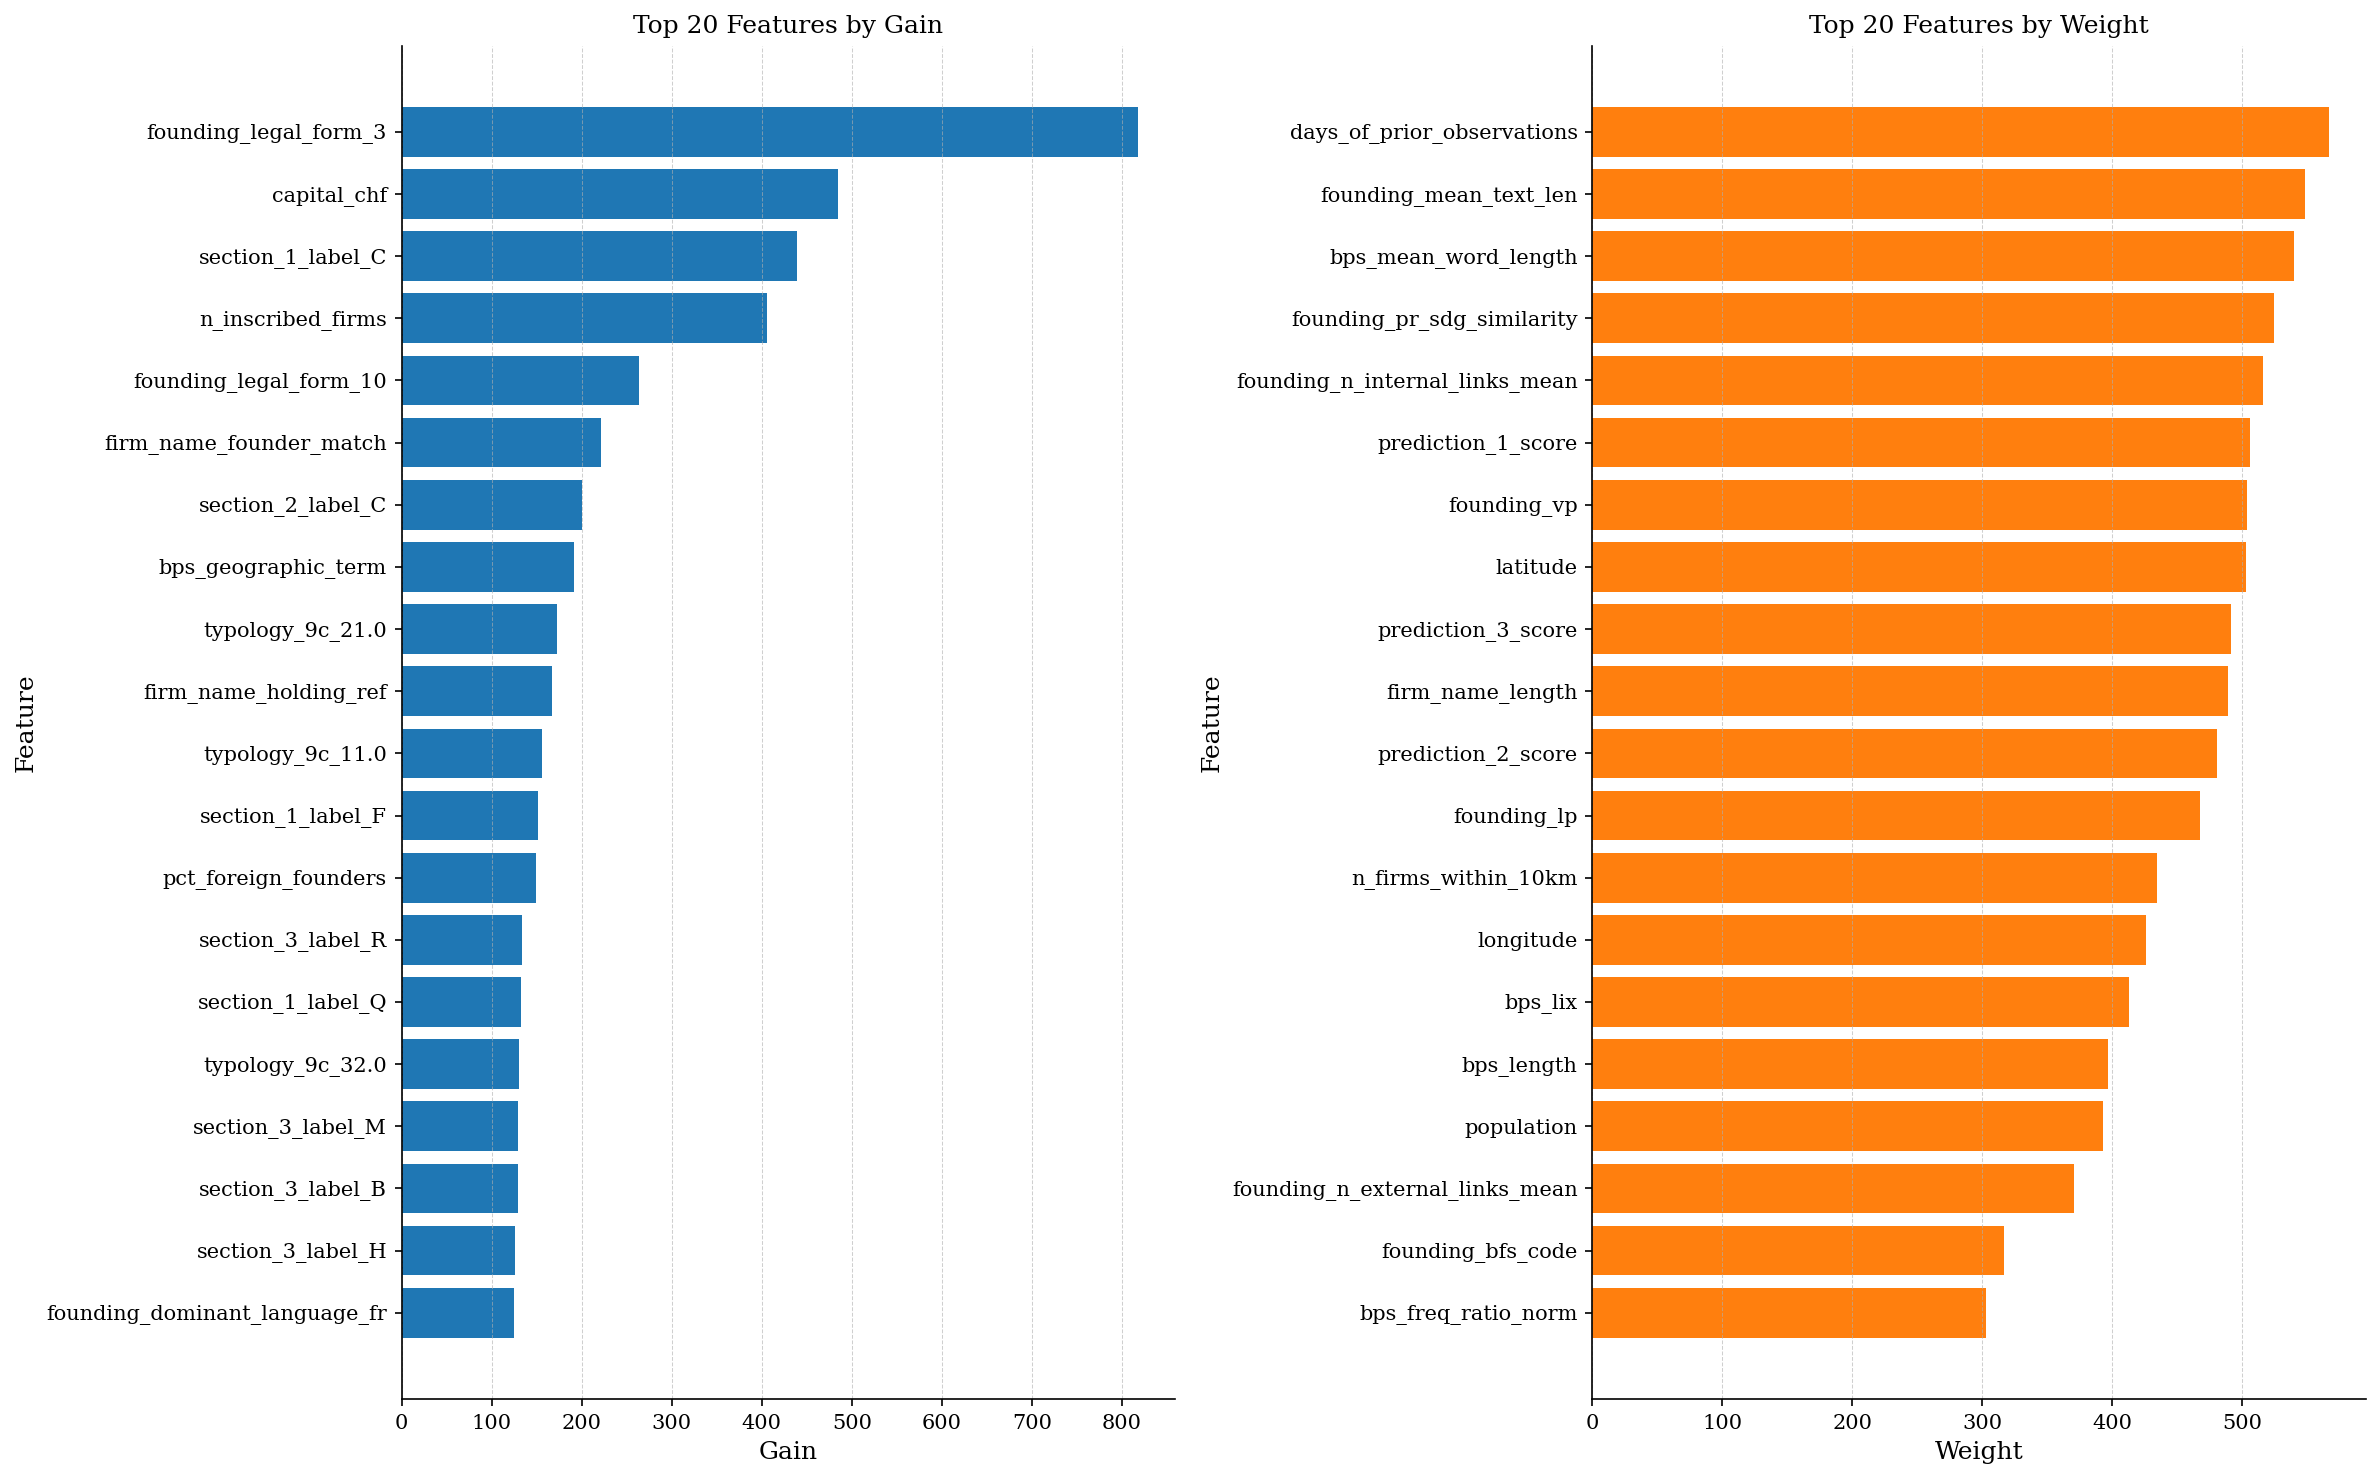 Top 20 Features by Gain
founding_legal_form_3
capital_chf
section_1_label_C
n_inscribed_firms
founding_legal_form_10
firm_name_founder_match
section_2_label_C
bps_geographic_term
typology_9c_21.0
firm_name_holding_ref
typology_9c_11.0
section_1_label_F
pct_foreign_founders
section_3_label_R
section_1_label_Q
typology_9c_32.0
section_3_label_M
section_3_label_B
section_3_label_H
founding_dominant_language_fr
Feature
0 100 200 300 400 500 600 700 800
Gain
Top 20 Features by Weight
days_of_prior_observations
founding_mean_text_len
bps_mean_word_length
founding_pr_sdg_similarity
founding_n_internal_links_mean
prediction_1_score
founding_vp
latitude
prediction_3_score
firm_name_length
prediction_2_score
founding_lp
n_firms_within_10km
longitude
bps_lix
bps_length
population
founding_n_external_links_mean
founding_bfs_code
bps_freq_ratio_norm
Feature
0 100 200 300 400 500
Weight